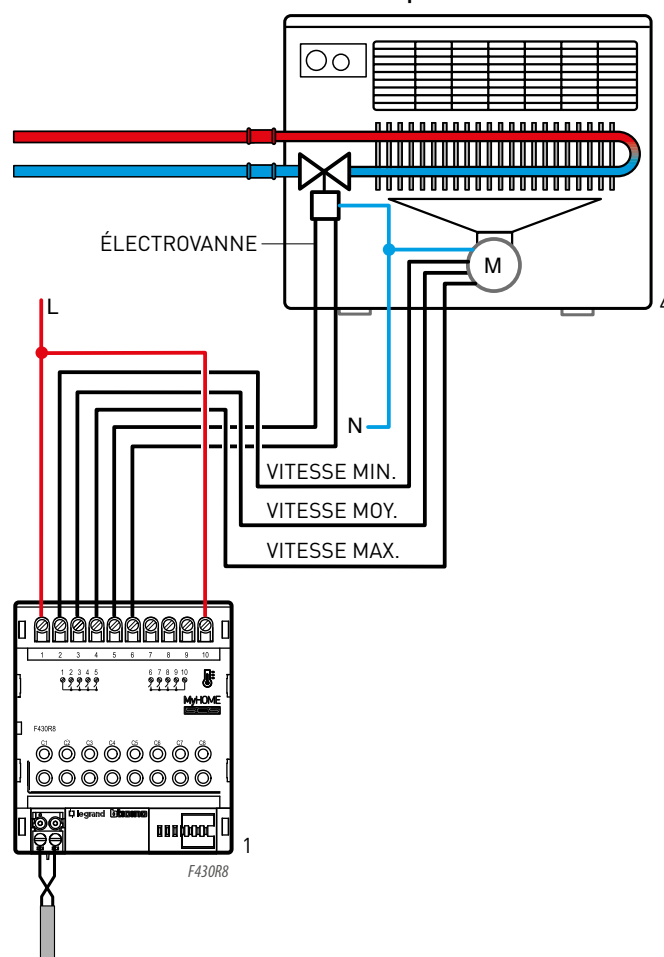 ÉLECTROVANNE
M
4
L
N
VITESSE MIN.
VITESSE MOY.
VITESSE MAX.
1 2 3 4 5 6 7 8 9 10
1 2 3 4 5
6 7 8 9 10
MyHOME
F430R8
C1 C2 C3 C4 C5 C6 C7 C8
legrand bticino
1
F430R8